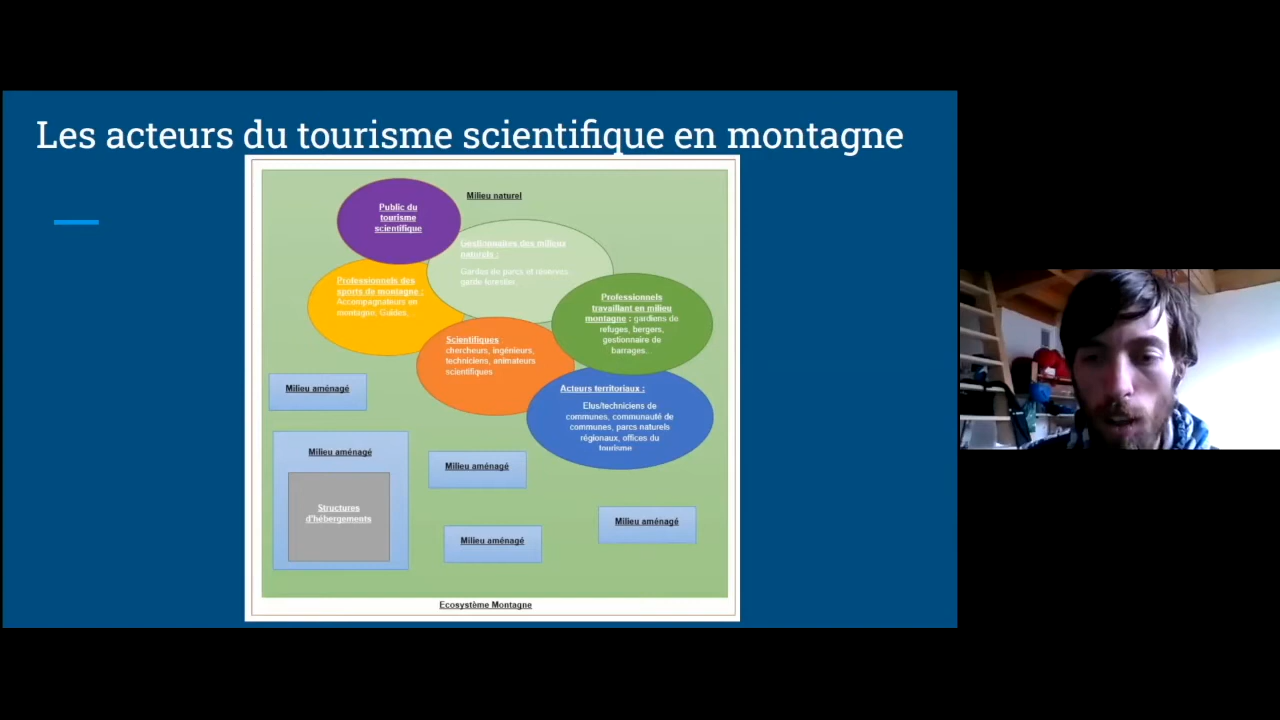 Les acteurs du tourisme scientifique en montagne
Milieu naturel
Public du
tourisme
scientifique
Gestionnaires des milieux
naturels :
Gardes de parcs et réserves,
garde forestier,
Professionnels des
sports de montagne :
Accompagnateurs en
montagne, Guides, ...
Professionnels
travaillant en milieu
montagne : gardiens de
refuges, bergers,
gestionnaire de
barrages...
Scientifiques :
chercheurs, ingénieurs,
techniciens, animateurs
scientifiques
Acteurs territoriaux :
Elus/techniciens de
communes, communauté de
communes, parcs naturels
régionaux, offices du
tourisme
Milieu aménagé
Milieu aménagé
Structures
d'hébergements
Milieu aménagé
Milieu aménagé
Milieu aménagé
Ecosystème Montagne